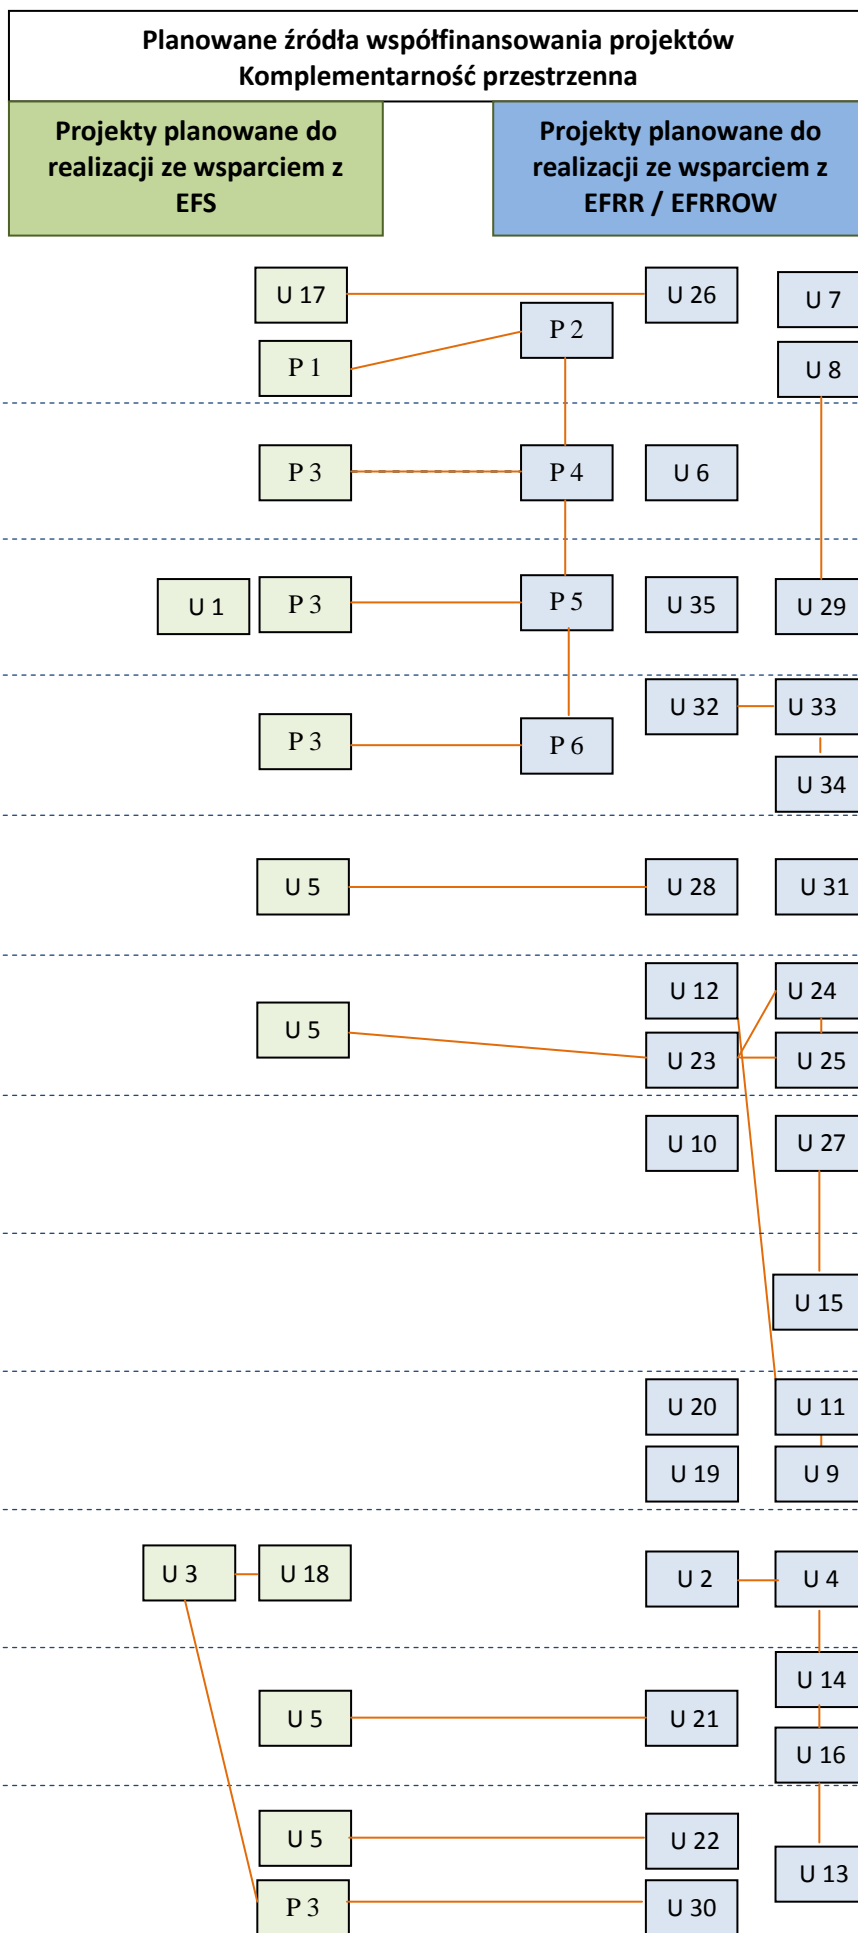 Planowane źródła współfinansowania projektów
Komplementarność przestrzenna
Projekty planowane do
realizacji ze wsparciem z
EFS
Projekty planowane do
realizacji ze wsparciem z
EFRR / EFRROW
U 17
U 26
U 7
P 2
P 1
U 8
P 3
P 4
U 6
U 1
P 3
P 5
U 35
U 29
U 32
U 33
P 3
P 6
U 34
U 5
U 28
U 31
U 12
U 24
U 5
U 23
U 25
U 10
U 27
U 15
U 20
U 11
U 19
U 9
U 3
U 18
U 2
U 4
U 14
U 5
U 21
U 16
U 5
U 22
U 13
P 3
U 30